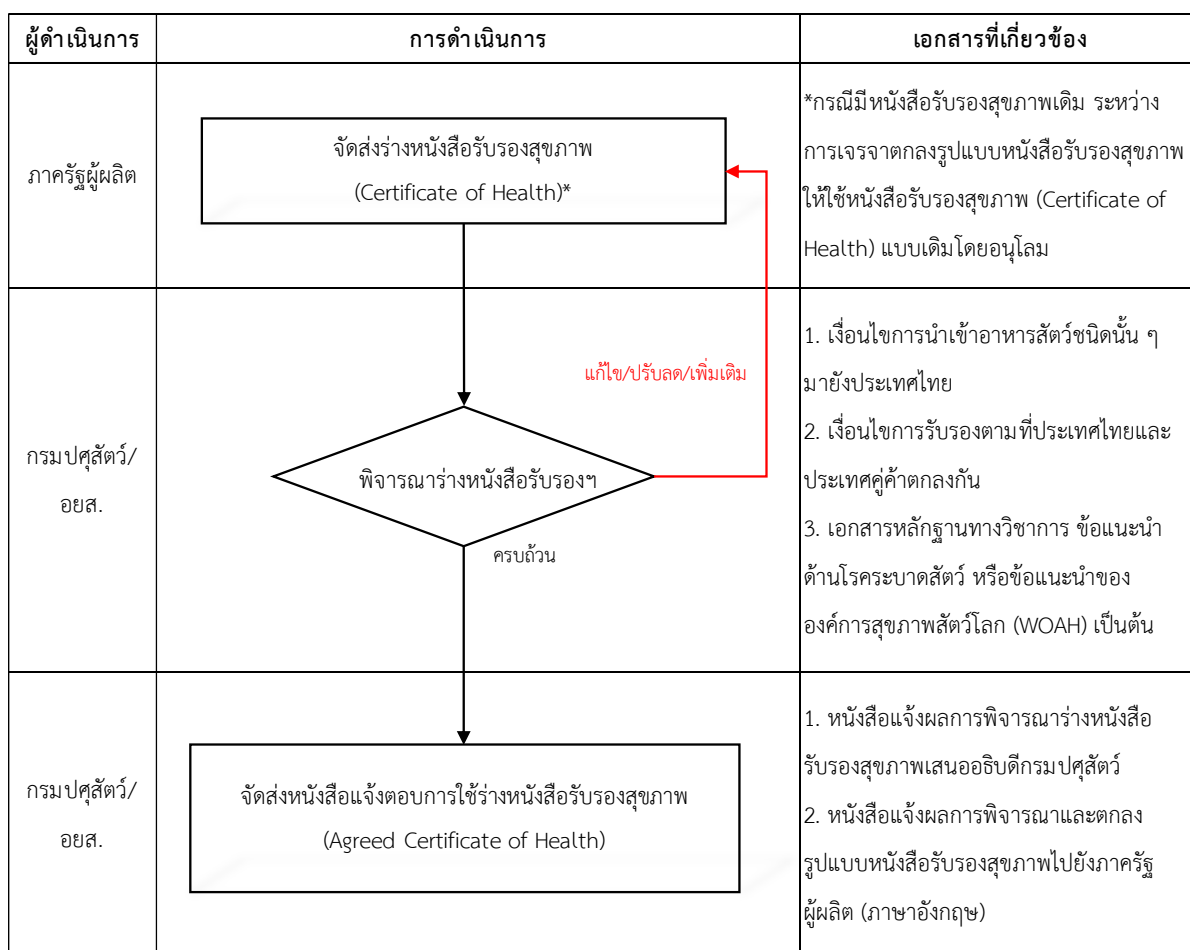 ผู้ดำเนินการ
การดำเนินการ
เอกสารที่เกี่ยวข้อง
ภาครัฐผู้ผลิต
จัดส่งร่างหนังสือรับรองสุขภาพ
(Certificate of Health)*
*กรณีมีหนังสือรับรองสุขภาพเดิม ระหว่าง
การเจรจาตกลงรูปแบบหนังสือรับรองสุขภาพ
ให้ใช้หนังสือรับรองสุขภาพ (Certificate of
Health) แบบเดิมโดยอนุโลม
กรมปศุสัตว์/
อยส.
แก้ไข/ปรับลด/เพิ่มเติม
พิจารณาร่างหนังสือรับรองฯ
ครบถ้วน
1. เงื่อนไขการนำเข้าอาหารสัตว์ชนิดนั้น ๆ
มายังประเทศไทย
2. เงื่อนไขการรับรองตามที่ประเทศไทยและ
ประเทศคู่ค้าตกลงกัน
3. เอกสารหลักฐานทางวิชาการ ข้อแนะนำ
ด้านโรคระบาดสัตว์ หรือข้อแนะนำของ
องค์การสุขภาพสัตว์โลก (WOAH) เป็นต้น
กรมปศุสัตว์/
อยส.
จัดส่งหนังสือแจ้งตอบการใช้ร่างหนังสือรับรองสุขภาพ
(Agreed Certificate of Health)
1. หนังสือแจ้งผลการพิจารณาร่างหนังสือ
รับรองสุขภาพเสนออธิบดีกรมปศุสัตว์
2. หนังสือแจ้งผลการพิจารณาและตกลง
รูปแบบหนังสือรับรองสุขภาพไปยังภาครัฐ
ผู้ผลิต (ภาษาอังกฤษ)